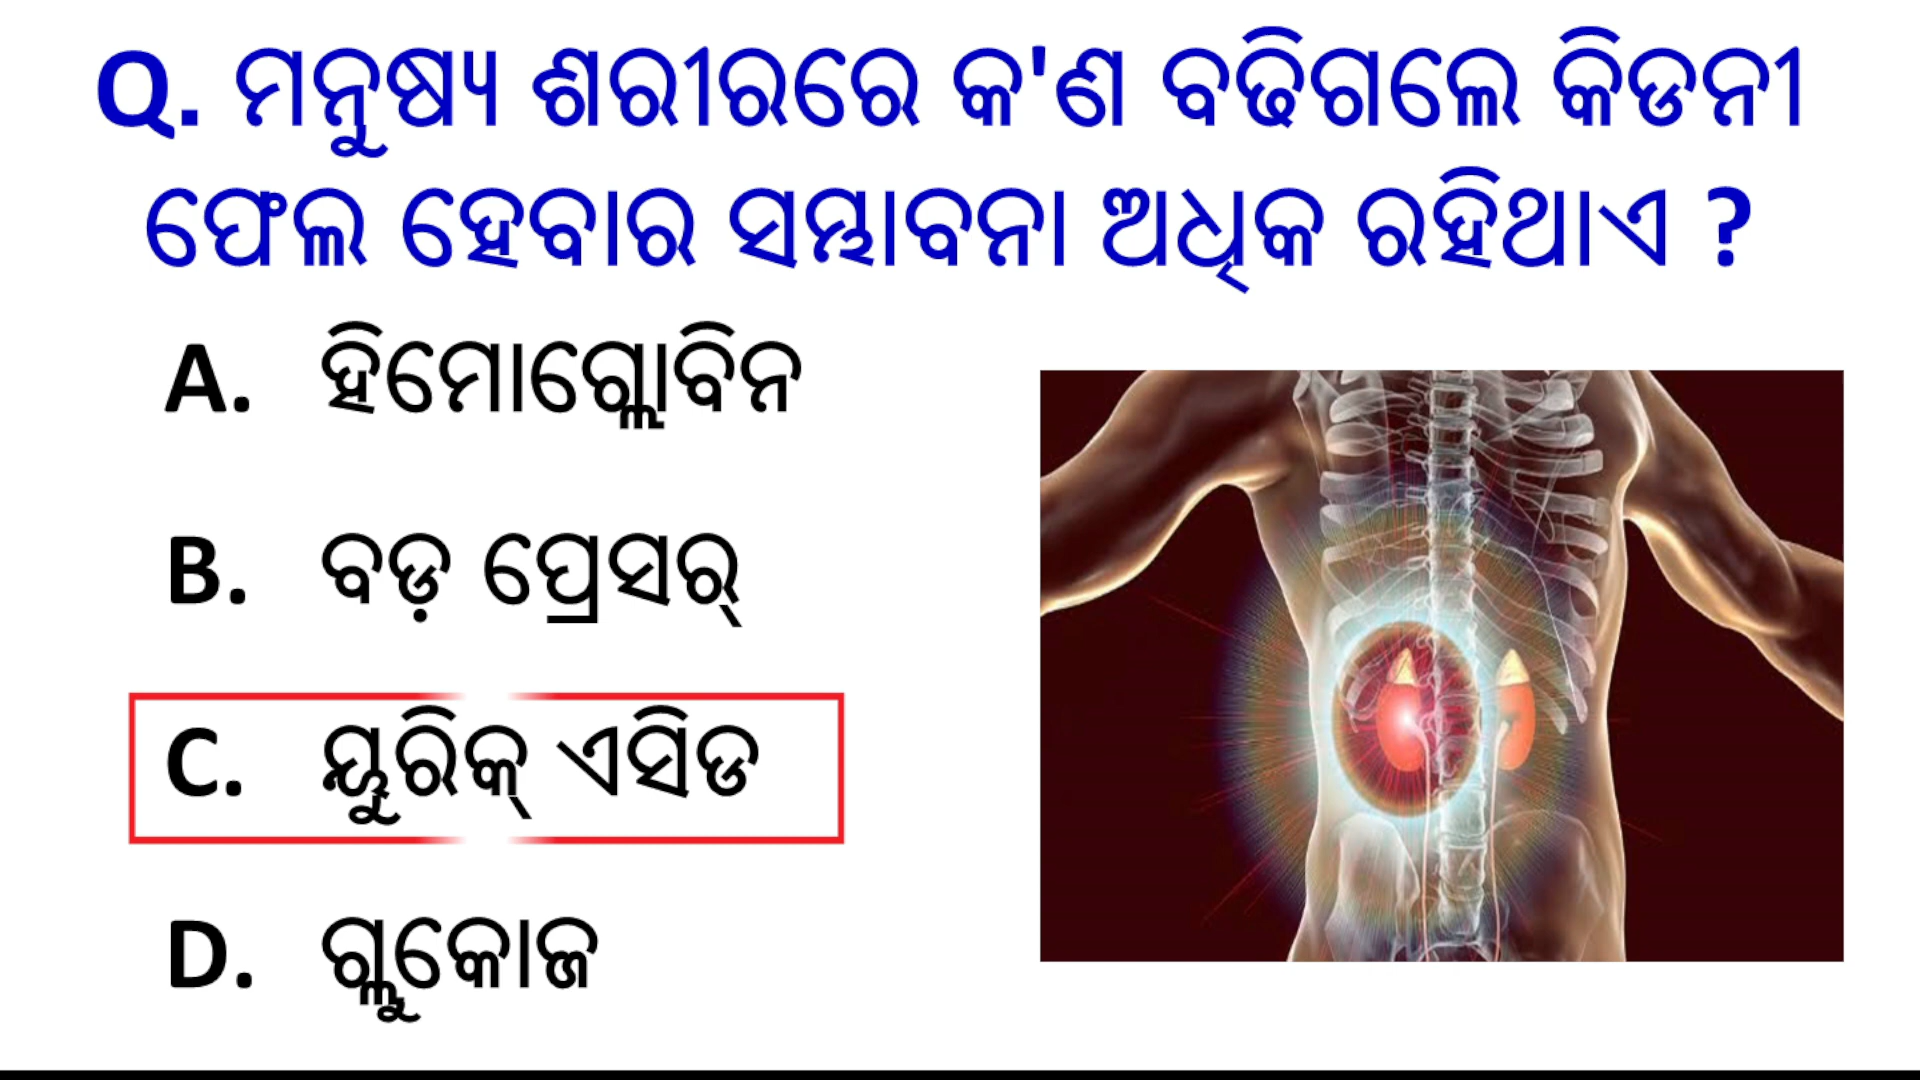 Q. ମନୁଷ୍ୟ ଶରୀରରେ କ'ଣ ବଢିଗଲେ କିଡନୀ
ଫେଲ ହେବାର ସମ୍ଭାବନା ଅଧିକ ରହିଥାଏ ?
A. ହିମୋଗ୍ଲୋବିନ
B. ବଡ଼ ପ୍ରେସର୍
C. ୟୁରିକ୍ ଏସିଡ
D. ଗ୍ଲୁକୋଜ